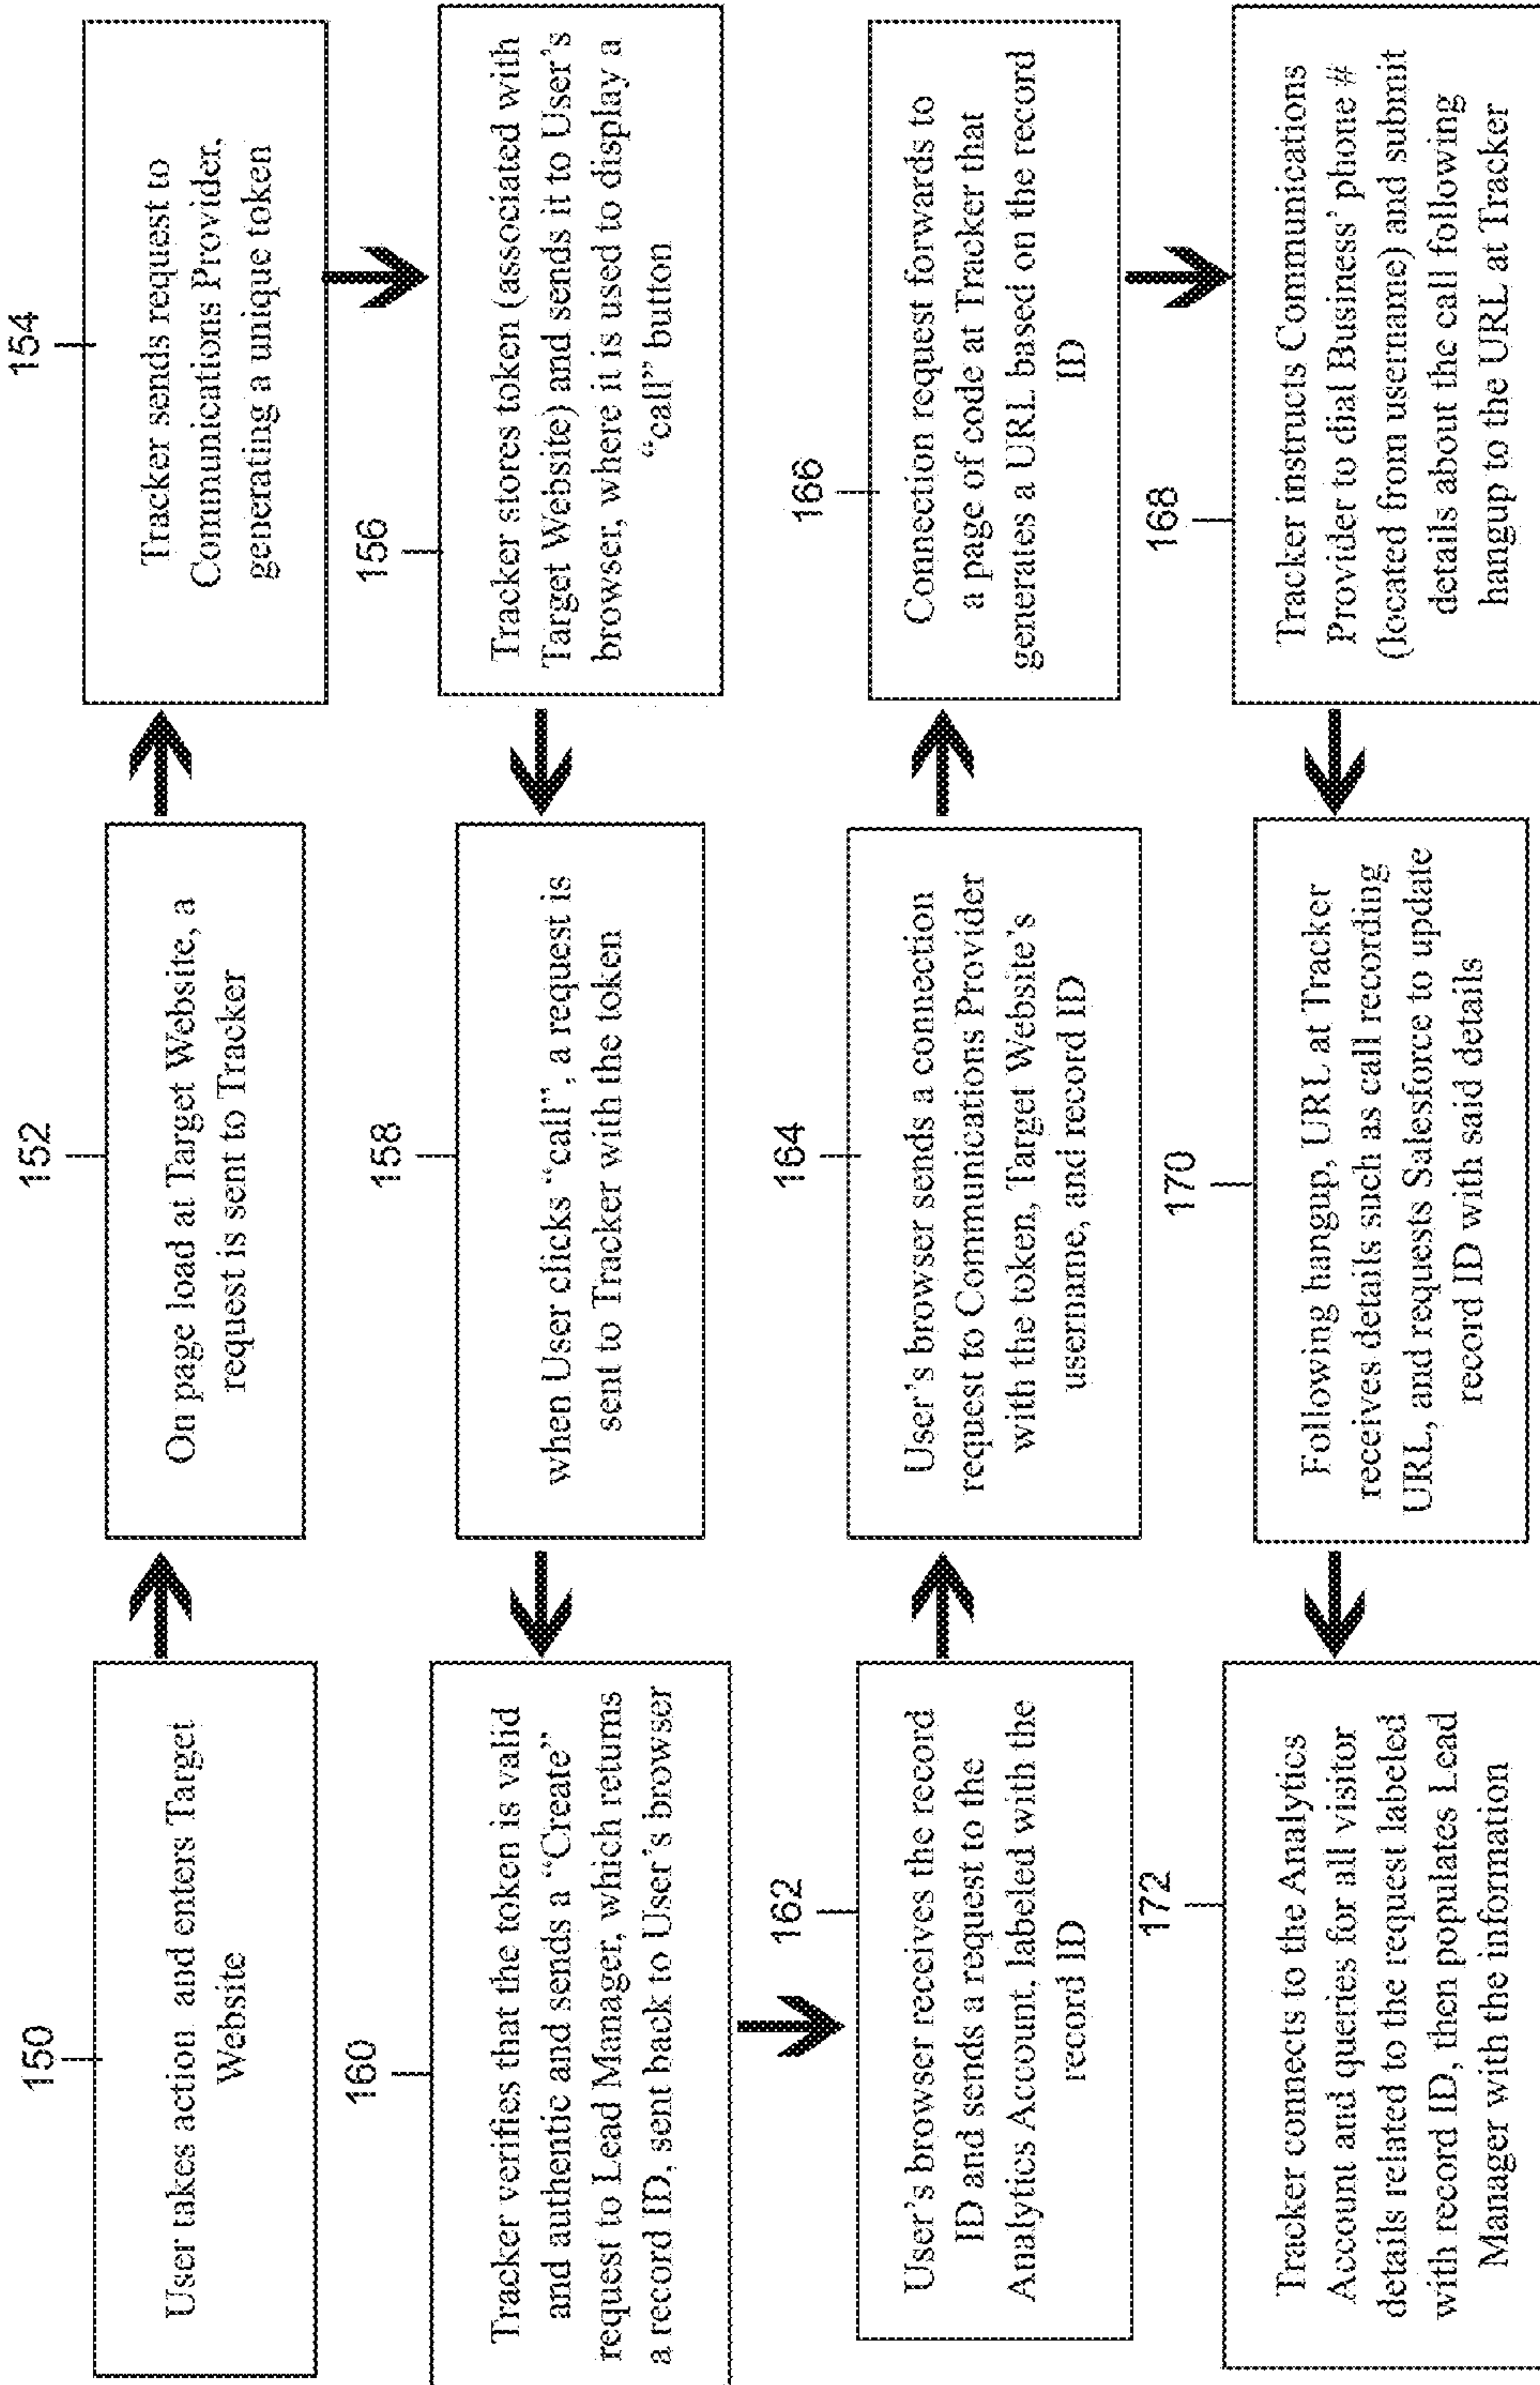 150
User takes action and enters Target
Website
152
On page load at Target Website, a
request is sent to Tracker
154
Tracker sends request to
Communications Provider,
generating a unique token
156
Tracker stores token (associated with
Target Website) and sends it to User's
browser, where it is used to display a
"call" button
158
when User clicks "call", a request is
sent to Tracker with the token
160
Tracker verifies that the token is valid
and authentic and sends a "Create"
request to Lead Manager, which returns
a record ID, sent back to User's browser
162
User's browser receives the record
ID and sends a request to the
Analytics Account, labeled with the
record ID
164
User's browser sends a connection
request to Communications Provider
with the token, Target Website's
username, and record ID
166
Connection request forwards to
a page of code at Tracker that
generates a URL based on the record
ID
168
Tracker instructs Communications
Provider to dial Business' phone #
(located from username) and submit
details about the call following
hangup to the URL at Tracker
170
Following hangup, URL at Tracker
receives details such as call recording
URL, and requests Salesforce to update
record ID with said details
172
Tracker connects to the Analytics
Account and queries for all visitor
details related to the request labeled
with record ID, then populates Lead
Manager with the information